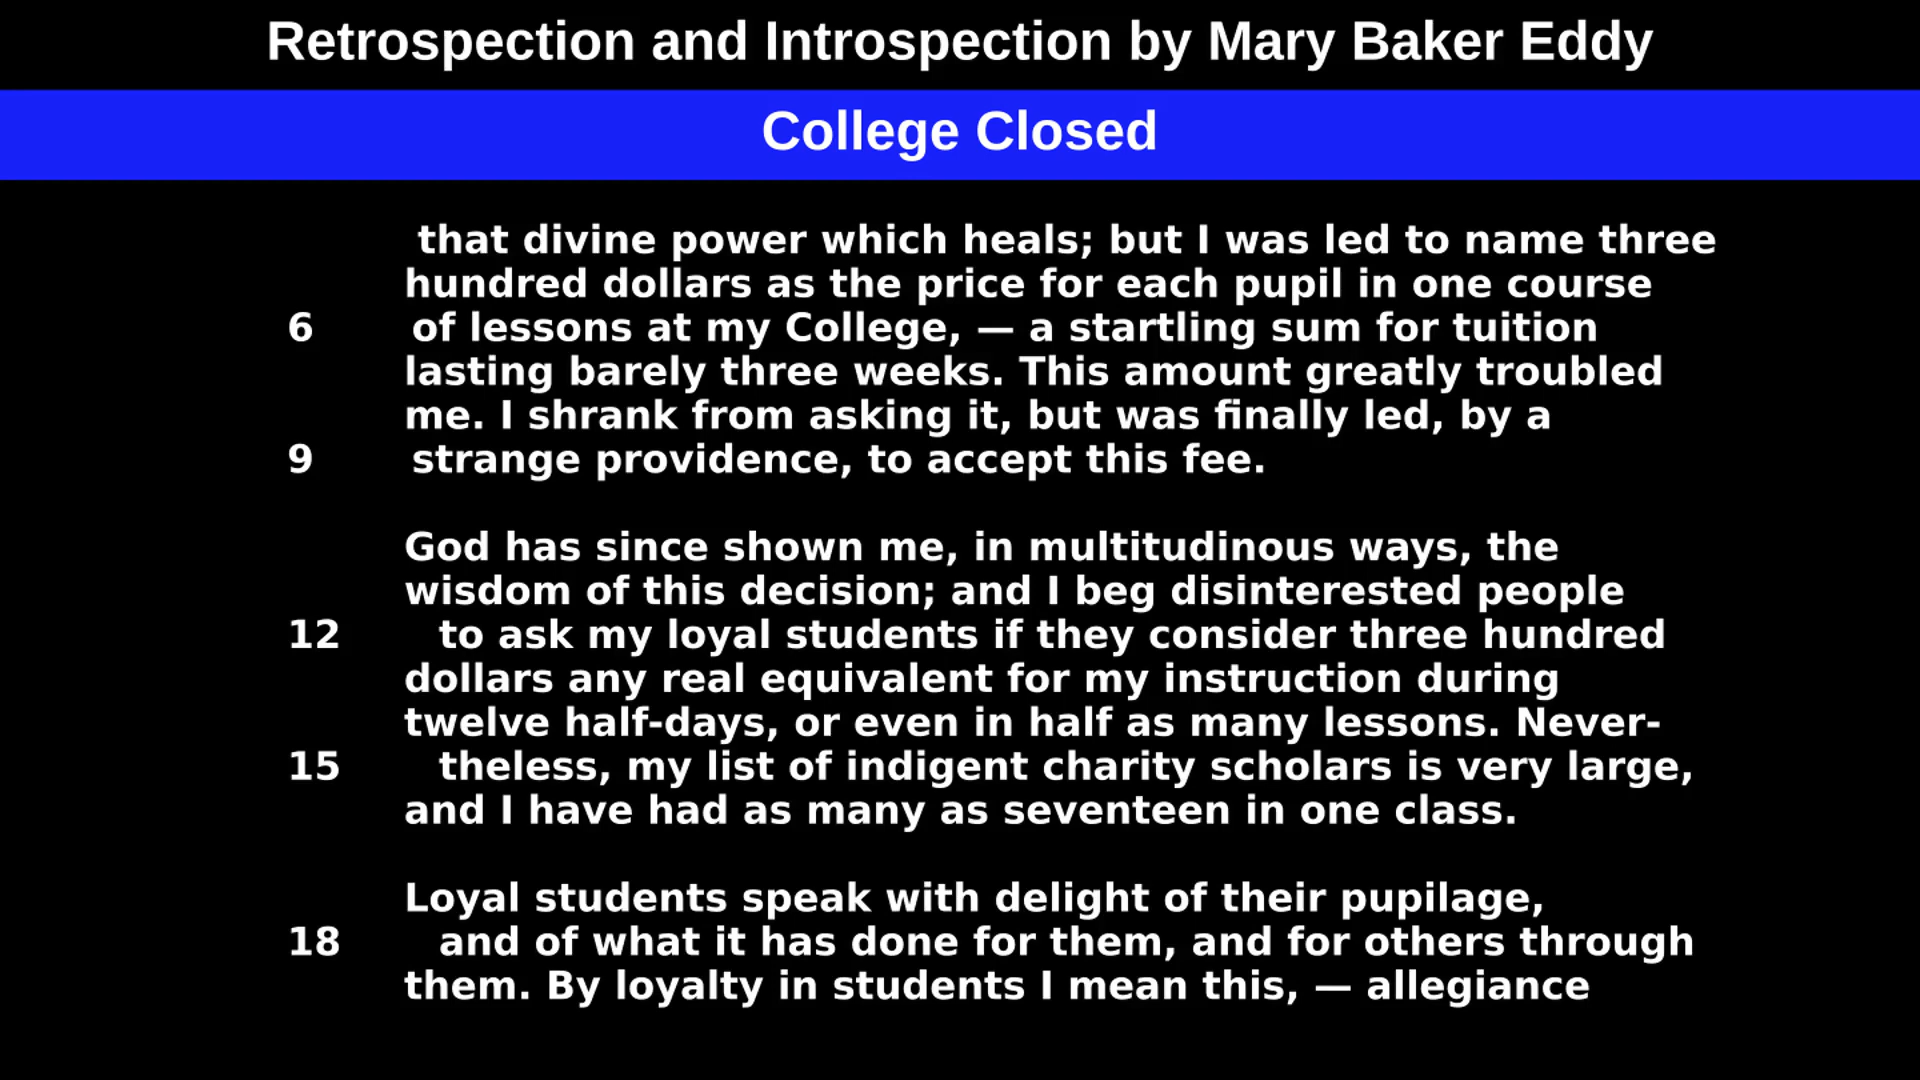 Retrospection and Introspection by Mary Baker Eddy
College Closed
that divine power which heals; but I was led to name three
hundred dollars as the price for each pupil in one course
6 of lessons at my College, — a startling sum for tuition
lasting barely three weeks. This amount greatly troubled
me. I shrank from asking it, but was finally led, by a
9 strange providence, to accept this fee.
God has since shown me, in multitudinous ways, the
wisdom of this decision; and I beg disinterested people
12 to ask my loyal students if they consider three hundred
dollars any real equivalent for my instruction during
twelve half-days, or even in half as many lessons. Never-
15 theless, my list of indigent charity scholars is very large,
and I have had as many as seventeen in one class.
Loyal students speak with delight of their pupilage,
18 and of what it has done for them, and for others through
them. By loyalty in students I mean this, — allegiance